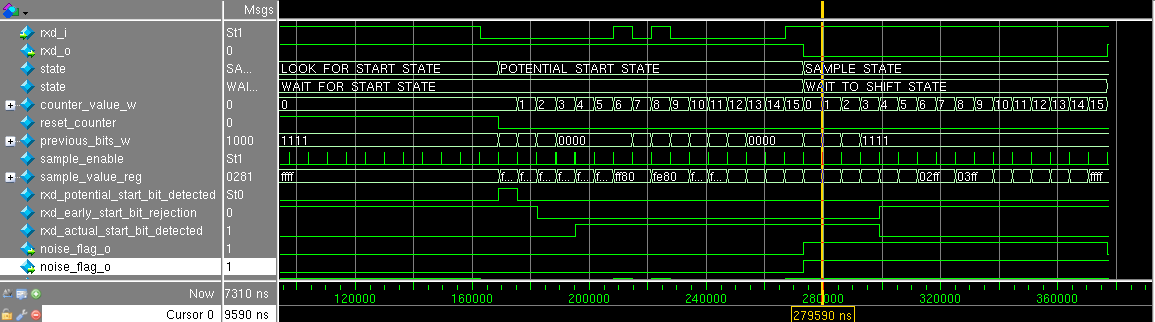 Msgs
rxd_i St1
rxd_o 0
state SA... LOOK FOR START STATE POTENTIAL START STATE SAMPLE STATE
state WAI... WAIT FOR START STATE WAIT TO SHIFT STATE
counter_value_w 0 0 1 2 3 4 5 6 7 8 9 10 11 12 13 14 15 0 1 2 3 4 5 6 7 8 9 10 11 12 13 14 15
reset_counter 0
previous_bits_w 1000 1111 0000 0000 1111
sample_enable St1
sample_value_reg 0281 ffff f... f... f... f... f... f... ff80 fe80 f... f... 02ff 03ff ffff
rxd_potential_start_bit_detected St0
rxd_early_start_bit_rejection 0
rxd_actual_start_bit_detected 1
noise_flag_o 1
noise_flag_o 1
Now 7310 ns 120000 160000 200000 240000 280000 320000 360000
Cursor 0 9590 ns 279590 ns